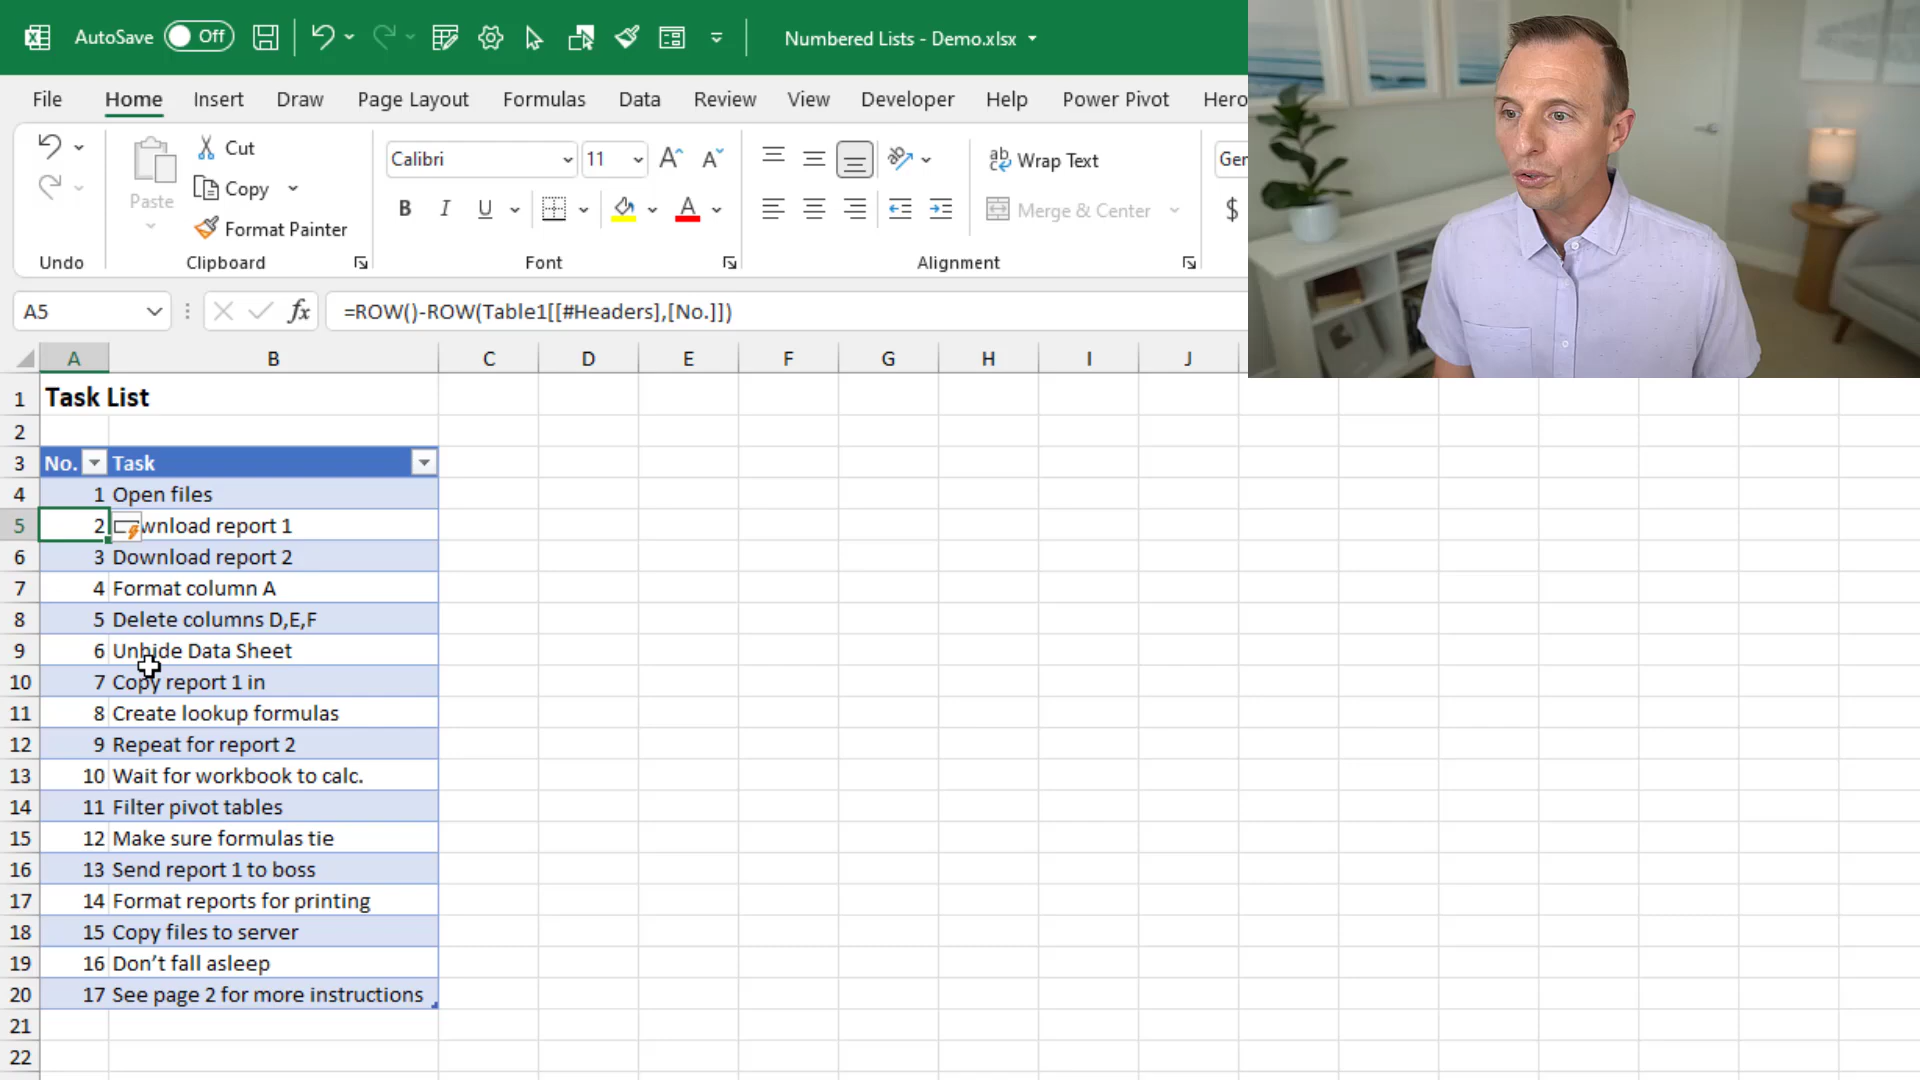 AutoSave Off Numbered Lists - Demo.xlsx
File Home Insert Draw Page Layout Formulas Data Review View Developer Help Power Pivot Hero
Cut
Copy
Format Painter
Paste
Calibri 11
B I U A
Wrap Text
Merge & Center
Ger
$
Undo Clipboard Font Alignment
A5 fx =ROW()-ROW(Table1[[#Headers],[No.]])
A B C D E F G H I J
1 Task List
2
3 No. Task
4 1 Open files
5 2 wnload report 1
6 3 Download report 2
7 4 Format column A
8 5 Delete columns D,E,F
9 6 Unhide Data Sheet
10 7 Copy report 1 in
11 8 Create lookup formulas
12 9 Repeat for report 2
13 10 Wait for workbook to calc.
14 11 Filter pivot tables
15 12 Make sure formulas tie
16 13 Send report 1 to boss
17 14 Format reports for printing
18 15 Copy files to server
19 16 Don’t fall asleep
20 17 See page 2 for more instructions
21
22